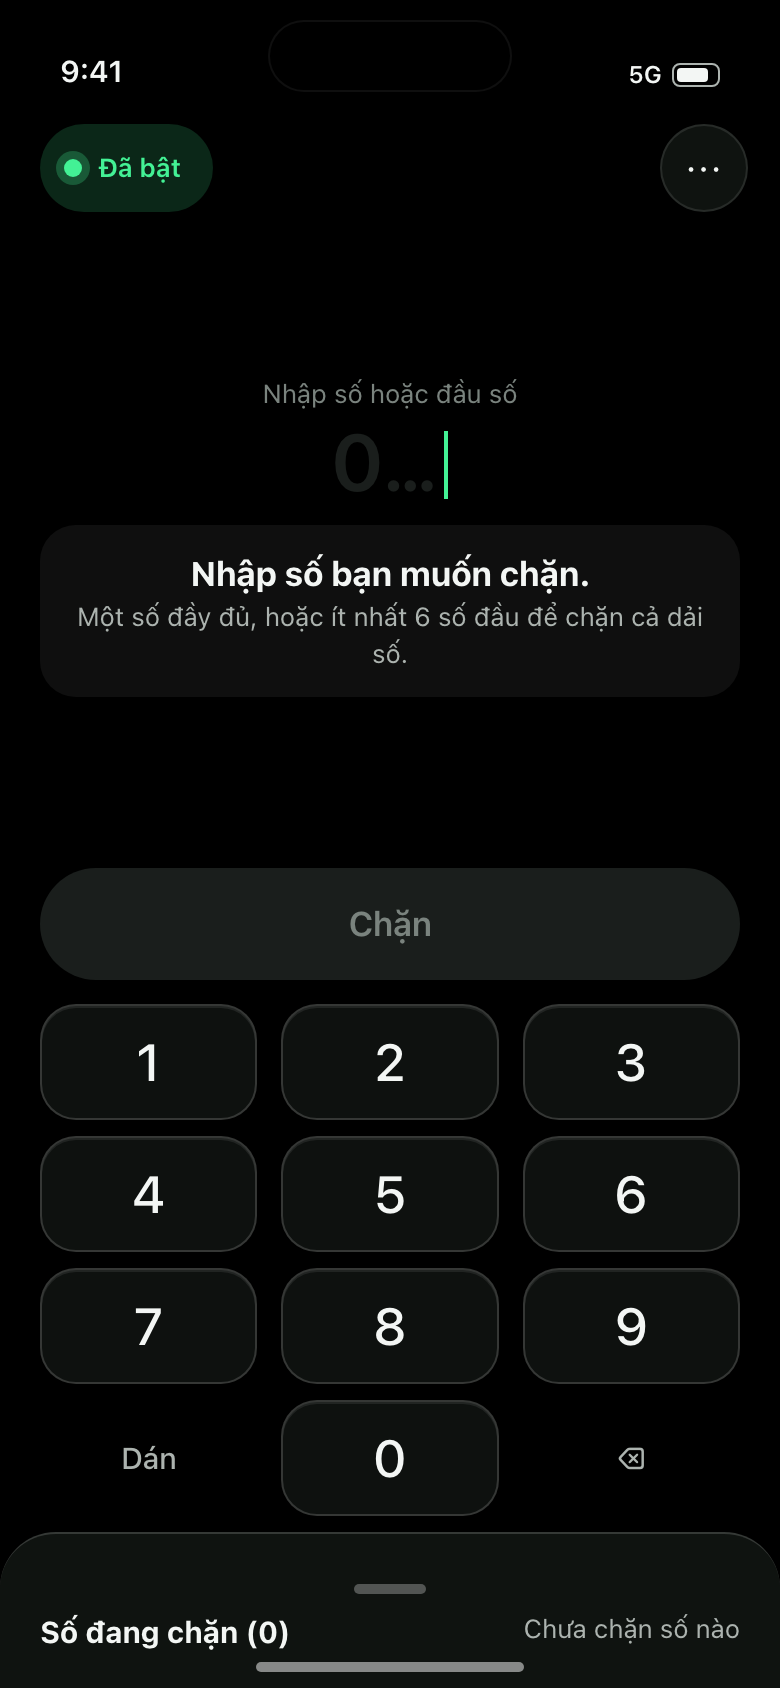 9:41
5G
Đã bật
...
Nhập số hoặc đầu số
0...
Nhập số bạn muốn chặn.
Một số đầy đủ, hoặc ít nhất 6 số đầu để chặn cả dải
số.
Chặn
1 2 3
4 5 6
7 8 9
Dán 0
Số đang chặn (0)
Chưa chặn số nào